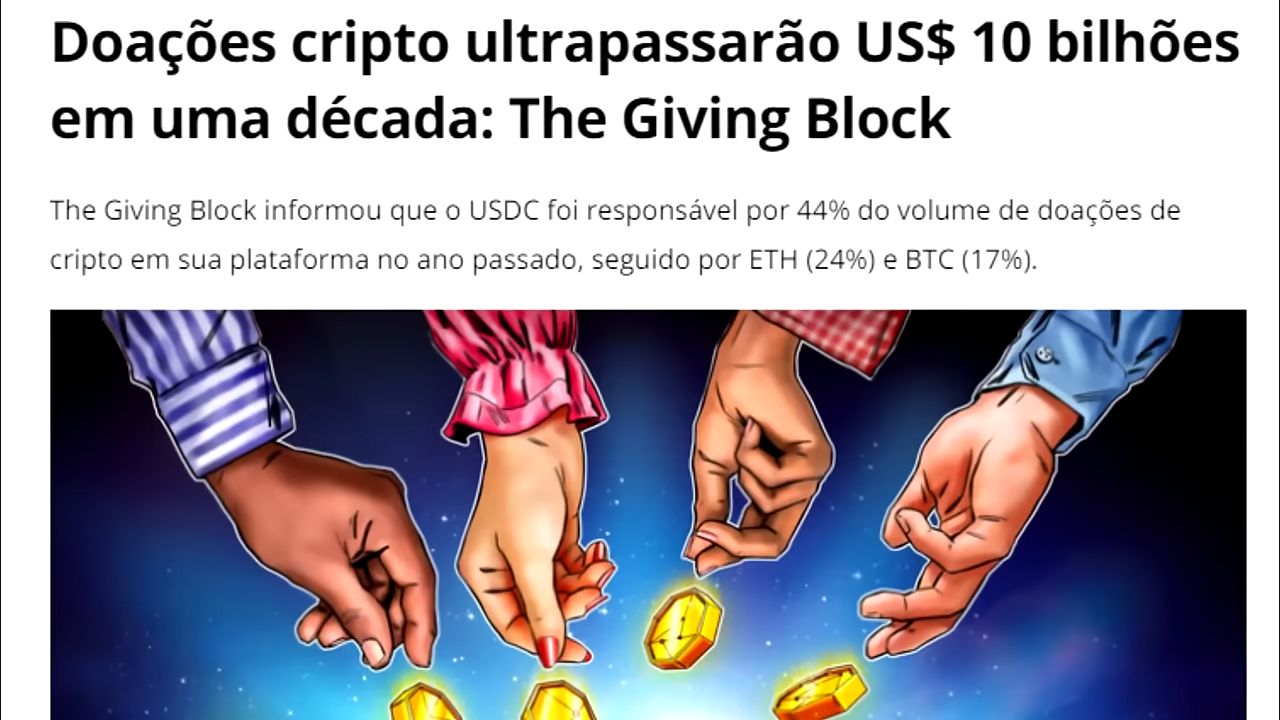 Doações cripto ultrapassarão US$ 10 bilhões
em uma década: The Giving Block
The Giving Block informou que o USDC foi responsável por 44% do volume de doações de
cripto em sua plataforma no ano passado, seguido por ETH (24%) e BTC (17%).